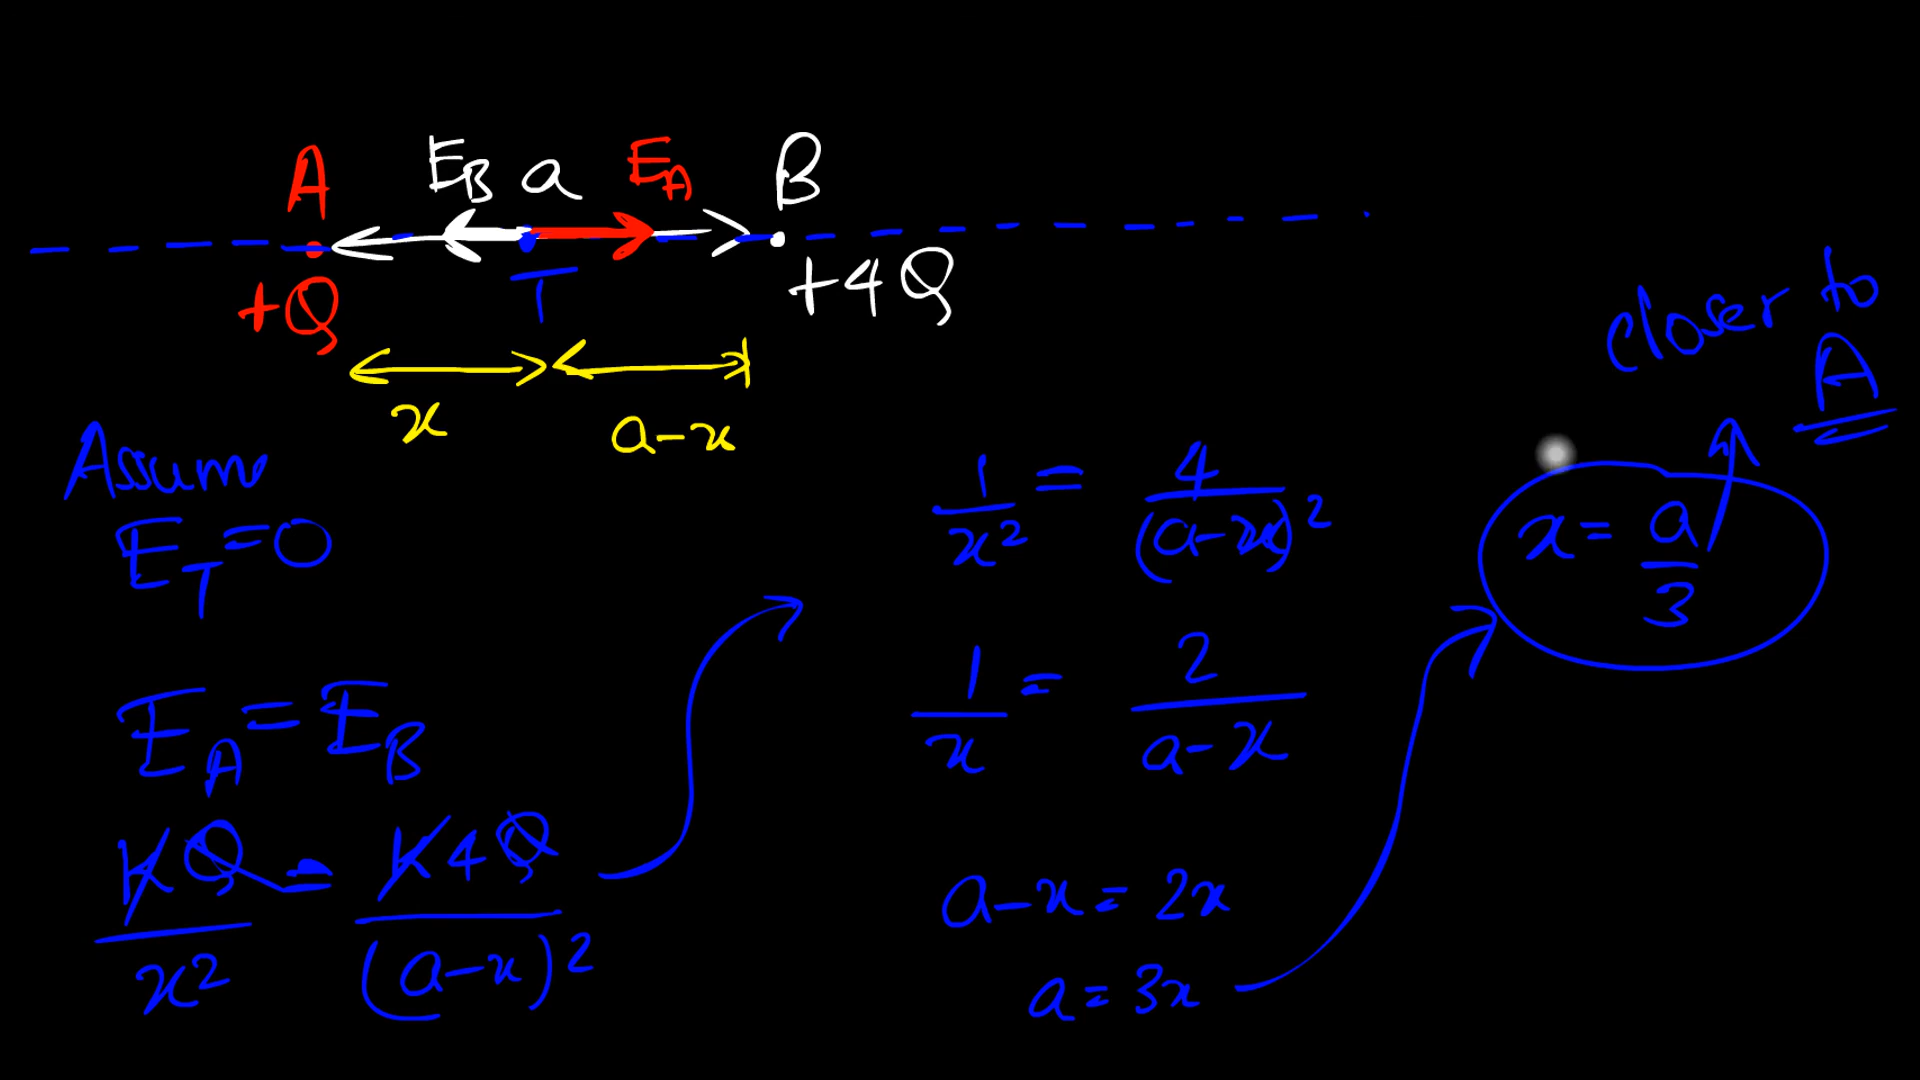 A E_B a E_A B
+Q T +4Q
x a-x
Assume
E_T = 0
E_A = E_B
KQ/x² = K4Q/(a-x)²
1/x² = 4/(a-x)²
1/x = 2/(a-x)
a-x = 2x
a = 3x
x = a/3
closer to
A